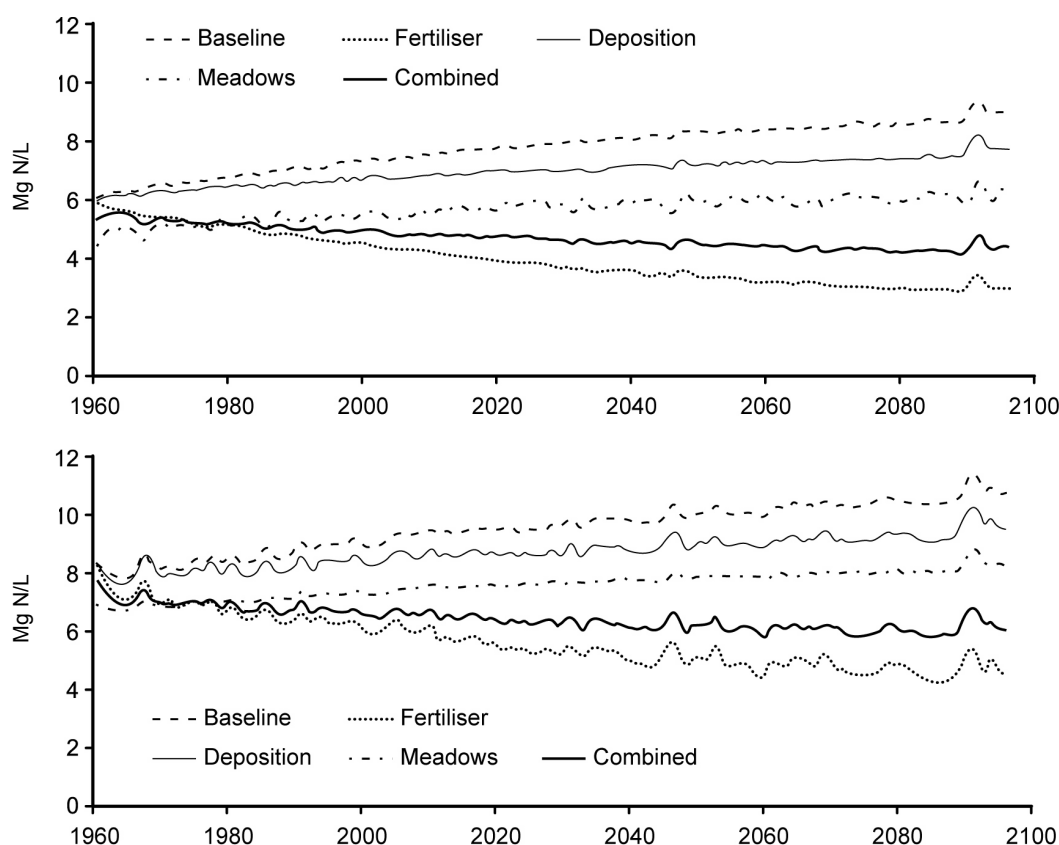 12
Baseline Fertiliser Deposition
Meadows Combined
10
8
Mg N/L
6
4
2
0
1960 1980 2000 2020 2040 2060 2080 2100
12
10
8
Mg N/L
6
4
Baseline Fertiliser
Deposition Meadows Combined
2
0
1960 1980 2000 2020 2040 2060 2080 2100